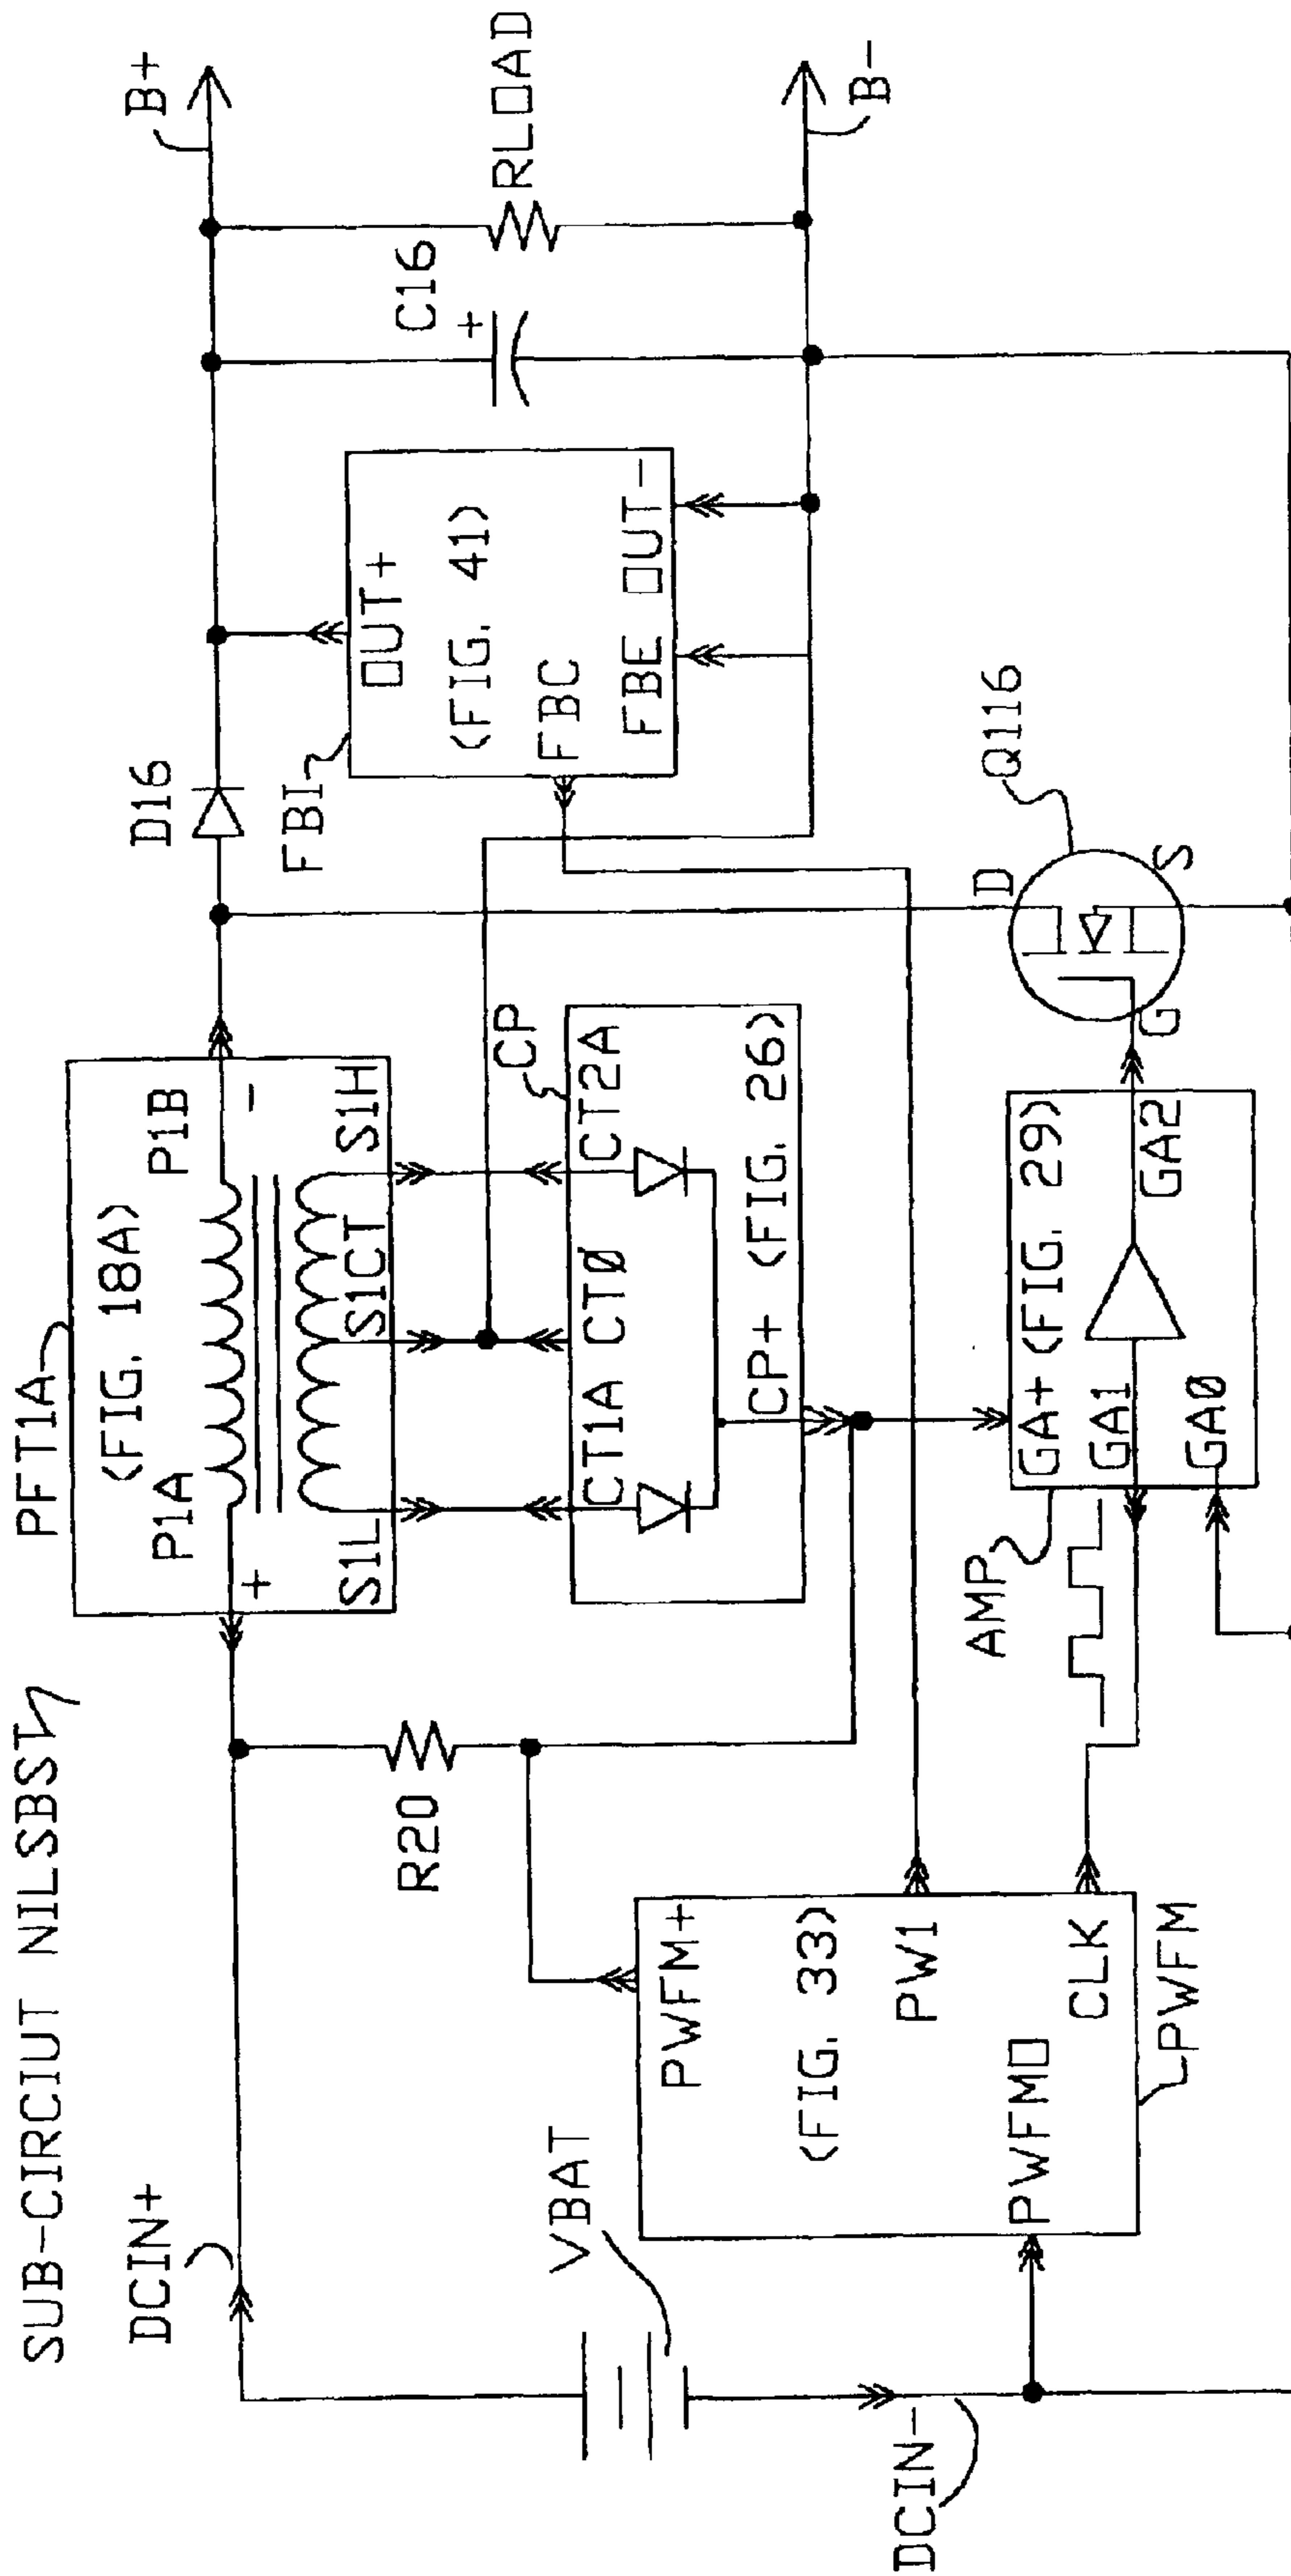 SUB-CIRCIUT NILSBST
DCIN+
PFT1A
(FIG. 18A)
P1A
P1B
+
-
S1L
S1CT
S1H
D16
B+
R20
VBAT
DCIN-
PWFM+
(FIG. 33)
PW1
PWFM0
CLK
PWFM
CP
CT1A CT0 CT2A
CP+ (FIG. 26)
FBI
OUT+
(FIG. 41)
FBC
FBE OUT-
C16
+
RLOAD
B-
AMP
GA+ (FIG. 29)
GA1
GA2
GA0
D
G
S
Q116